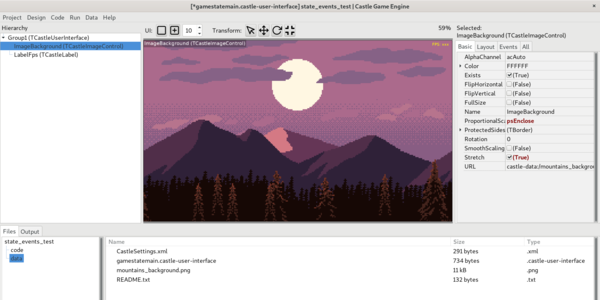 [*gamestatemain.castle-user-interface] state_events_test | Castle Game Engine
Project Design Code Run Data Help
Hierarchy
Group1 (TCastleUserInterface)
ImageBackground (TCastleImageControl)
LabelFps (TCastleLabel)
UI: 10 Transform: 59%
ImageBackground (TCastleImageControl)
Selected:
ImageBackground (TCastleImageControl)
Basic Layout Events All
AlphaChannel acAuto
Color FFFFFF
Exists (True)
FlipHorizontal (False)
FlipVertical (False)
FullSize (False)
Name ImageBackground
ProportionalSca psEnclose
ProtectedSides (TBorder)
Rotation 0
SmoothScaling (False)
Stretch (True)
URL castle-data:/mountains_backgrou
Files Output
state_events_test
code
data
Name Size Type
CastleSettings.xml 291 bytes .xml
gamestatemain.castle-user-interface 734 bytes .castle-user-interface
mountains_background.png 11 kB .png
README.txt 132 bytes .txt